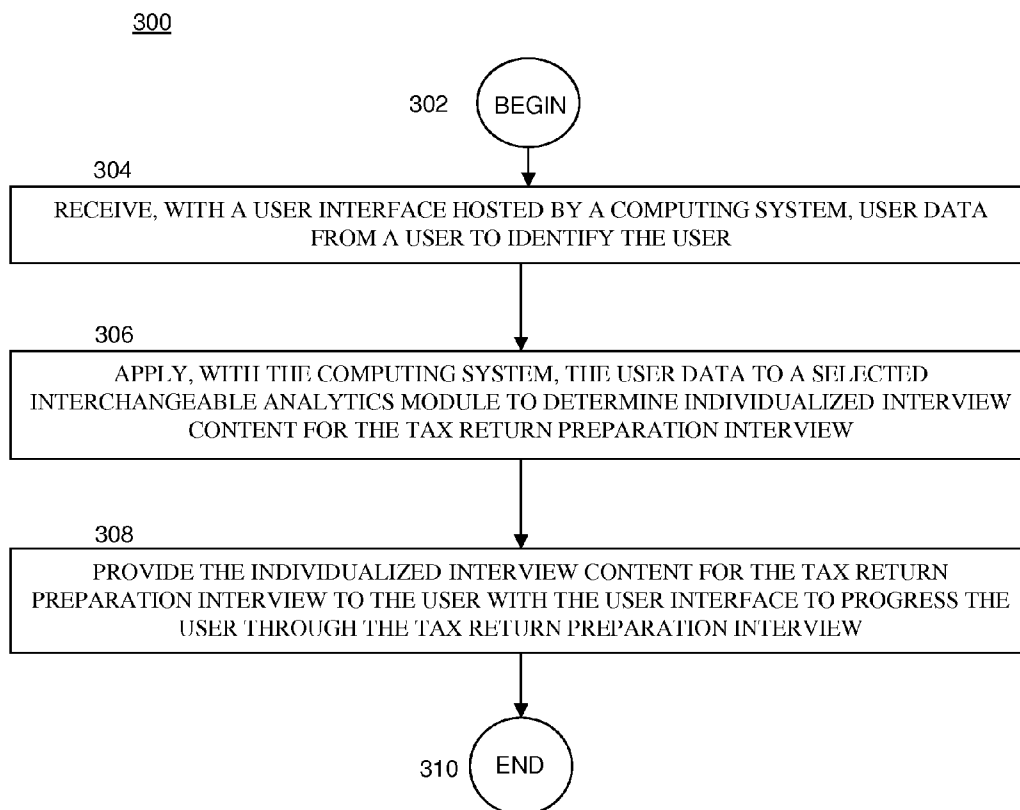 300
302 BEGIN
304
RECEIVE, WITH A USER INTERFACE HOSTED BY A COMPUTING SYSTEM, USER DATA
FROM A USER TO IDENTIFY THE USER
306
APPLY, WITH THE COMPUTING SYSTEM, THE USER DATA TO A SELECTED
INTERCHANGEABLE ANALYTICS MODULE TO DETERMINE INDIVIDUALIZED INTERVIEW
CONTENT FOR THE TAX RETURN PREPARATION INTERVIEW
308
PROVIDE THE INDIVIDUALIZED INTERVIEW CONTENT FOR THE TAX RETURN
PREPARATION INTERVIEW TO THE USER WITH THE USER INTERFACE TO PROGRESS THE
USER THROUGH THE TAX RETURN PREPARATION INTERVIEW
310 END